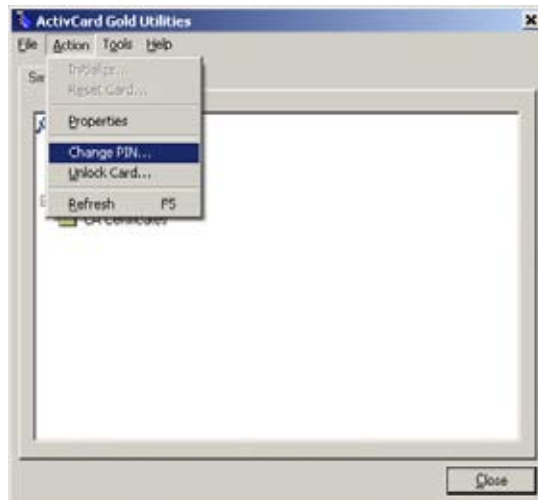 ActivCard Gold Utilities
File Action Tools Help
Initialize...
Reset Card...
Properties
Change PIN...
Unlock Card...
Refresh F5
CA Certificates
Close